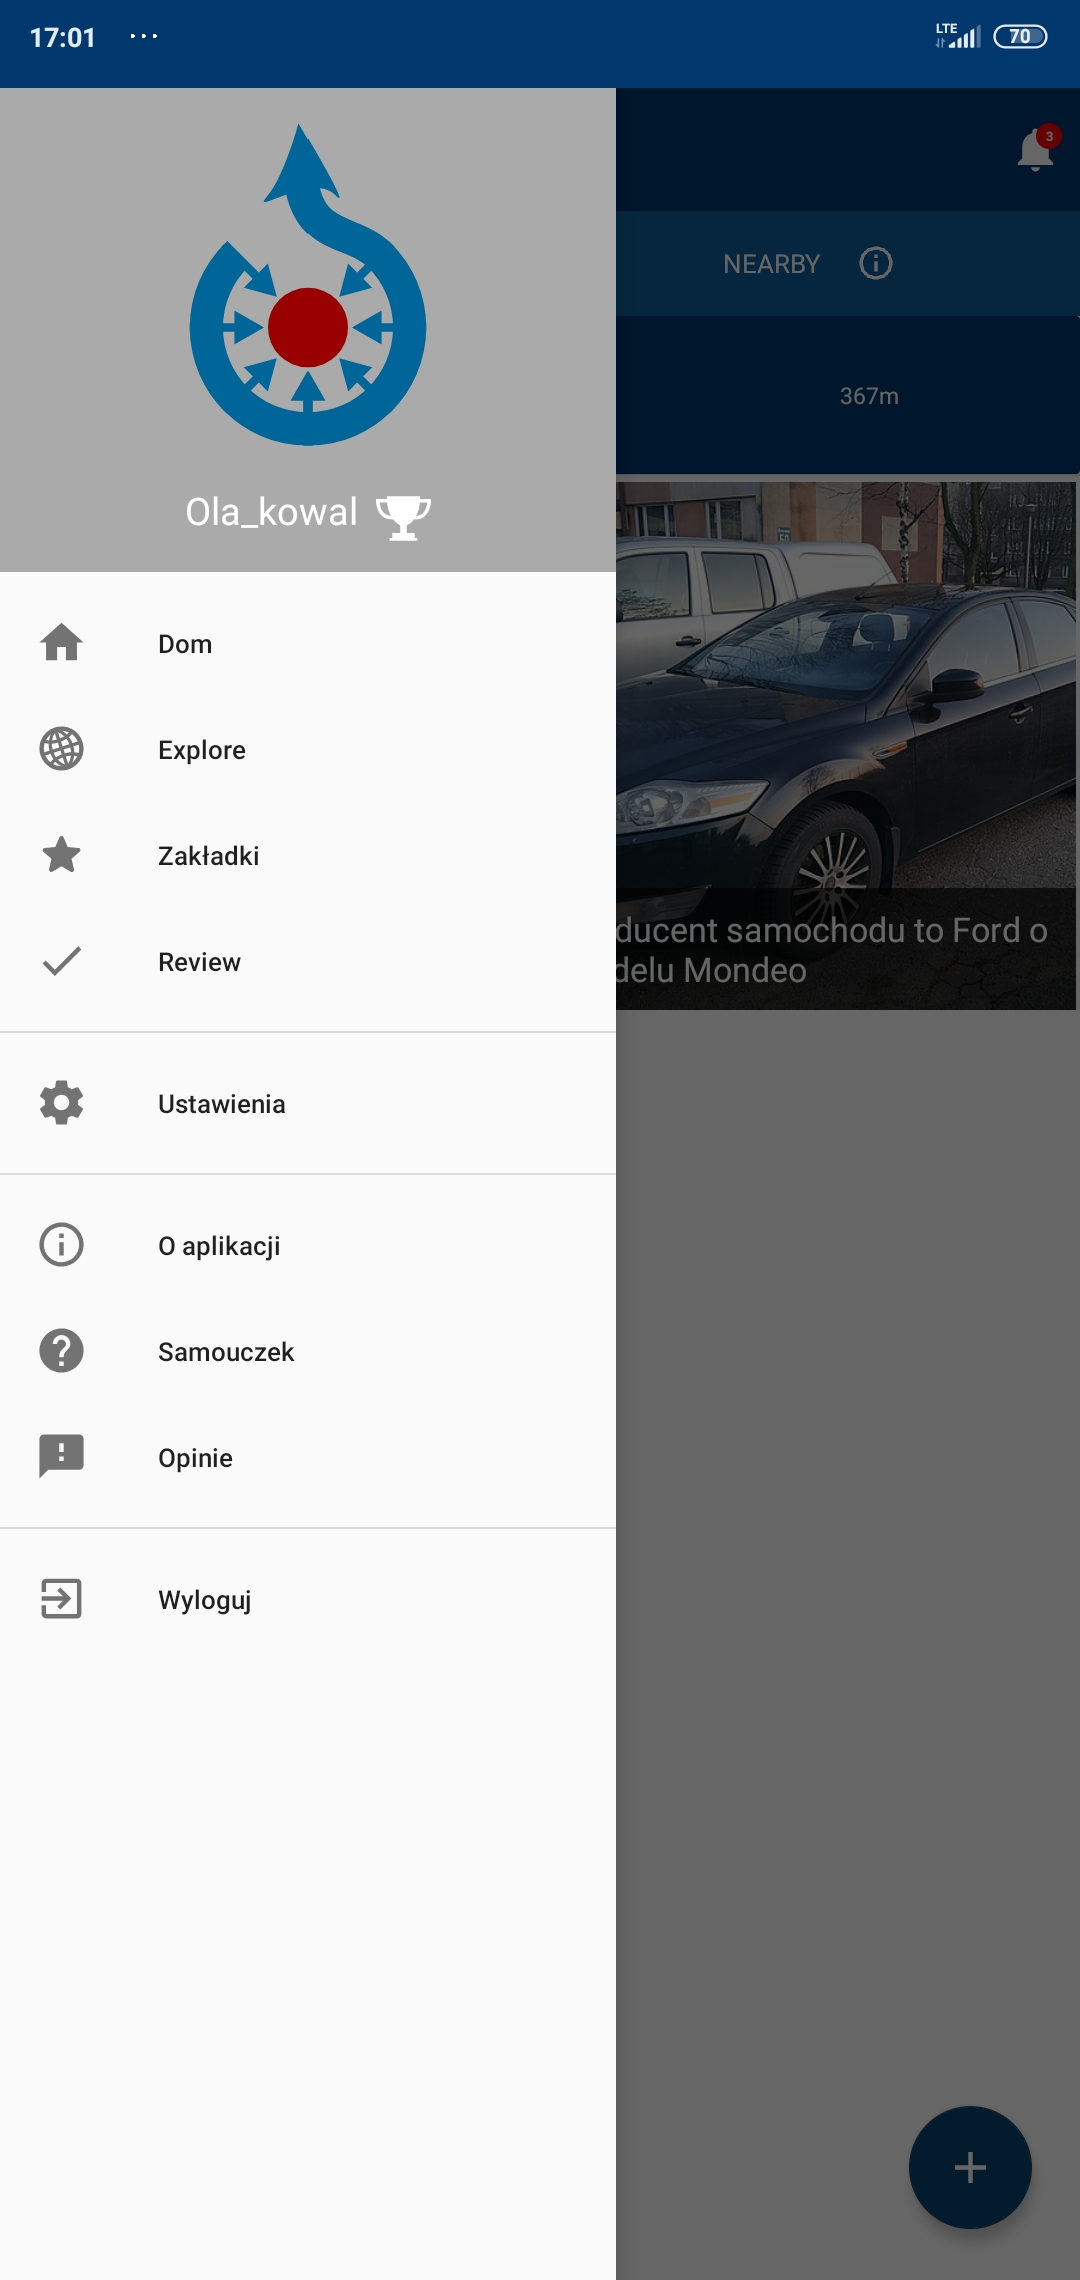 17:01 ...
LTE
70
3
NEARBY
367m
Ola_kowal
Dom
Explore
Zakładki
Review
Ustawienia
O aplikacji
Samouczek
Opinie
Wyloguj
ducent samochodu to Ford o
delu Mondeo